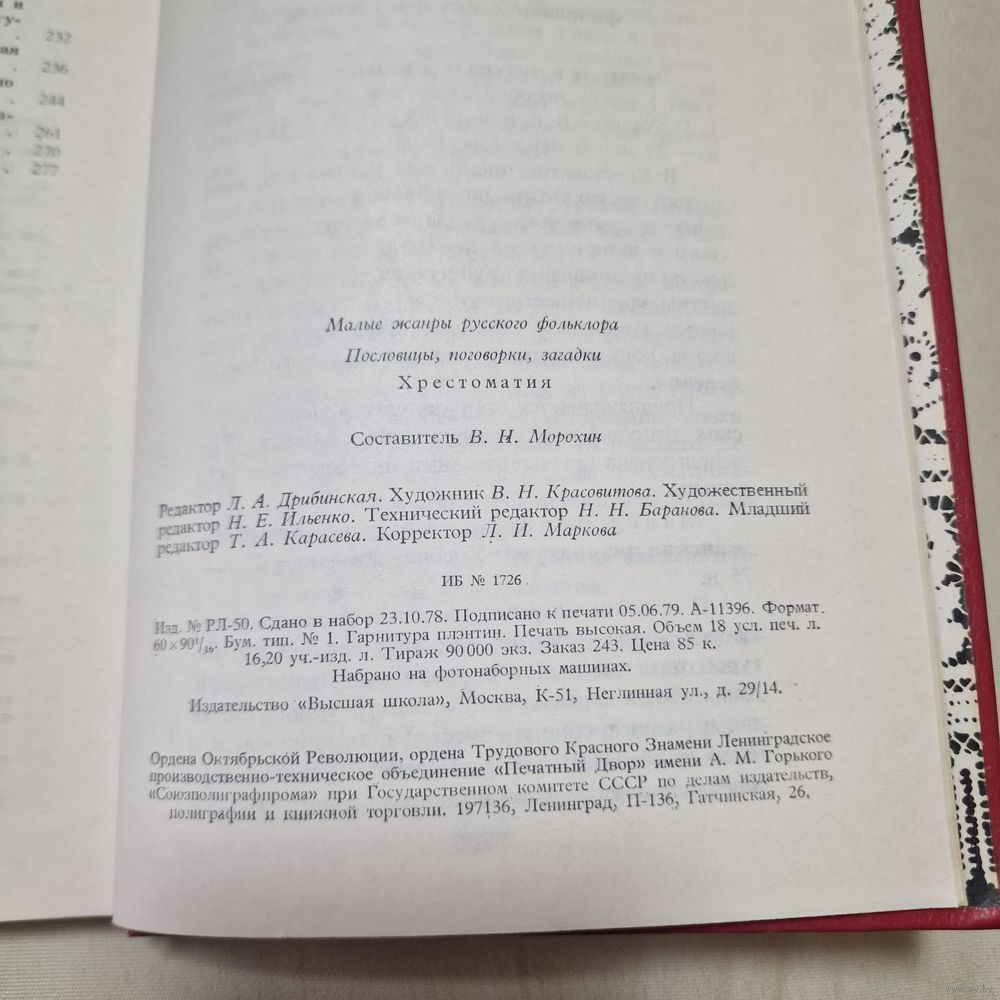 и
гу-
. 232
ая
. 236
но
. 244
а-
. 261
. 270
. 277
Малые жанры русского фольклора
Пословицы, поговорки, загадки
Хрестоматия
Составитель В. Н. Морохин
Редактор Л. А. Дрибинская. Художник В. Н. Красовитова. Художественный
редактор Н. Е. Ильенко. Технический редактор Н. Н. Баранова. Младший
редактор Т. А. Карасева. Корректор Л. И. Маркова
ИБ № 1726
Изд. № РЛ-50. Сдано в набор 23.10.78. Подписано к печати 05.06.79. А-11396. Формат
60×90¹/₁₆. Бум. тип. № 1. Гарнитура плэнтин. Печать высокая. Объем 18 усл. печ. л.
16,20 уч.-изд. л. Тираж 90 000 экз. Заказ 243. Цена 85 к.
Набрано на фотонаборных машинах.
Издательство «Высшая школа», Москва, К-51, Неглинная ул., д. 29/14.
Ордена Октябрьской Революции, ордена Трудового Красного Знамени Ленинградское
производственно-техническое объединение «Печатный Двор» имени А. М. Горького
«Союзполиграфпрома» при Государственном комитете СССР по делам издательств,
полиграфии и книжной торговли. 197136, Ленинград, П-136, Гатчинская, 26.
www.ay.by